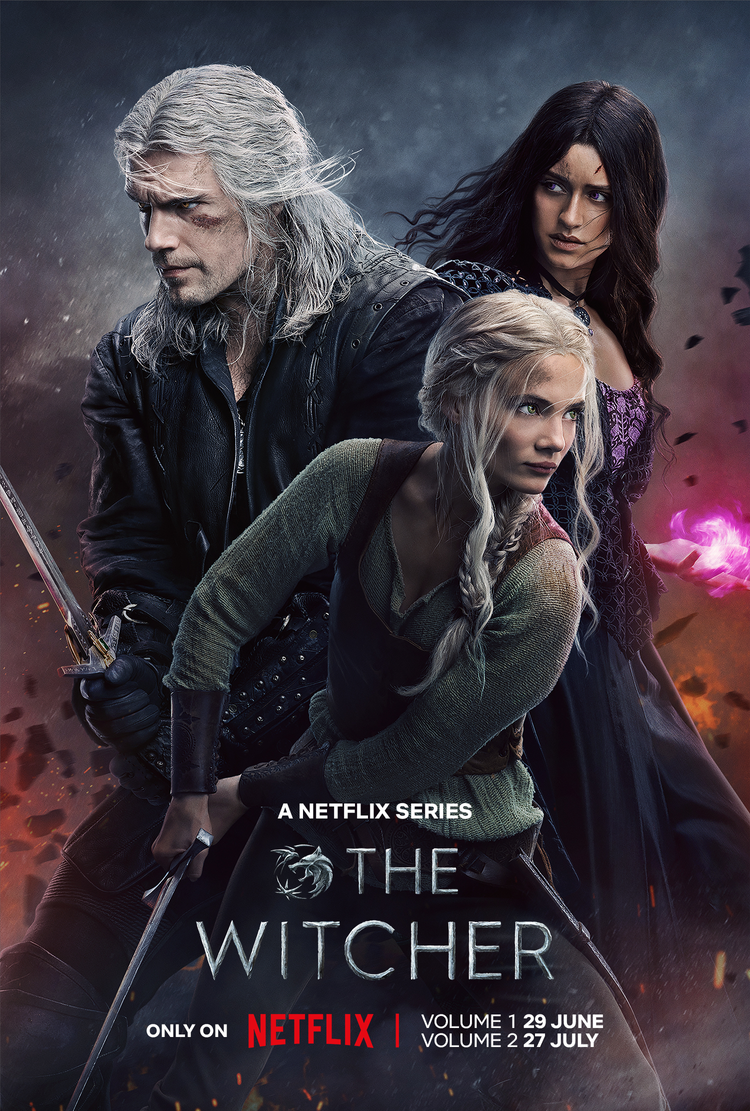 A NETFLIX SERIES
THE
WITCHER
ONLY ON NETFLIX | VOLUME 1 29 JUNE
VOLUME 2 27 JULY